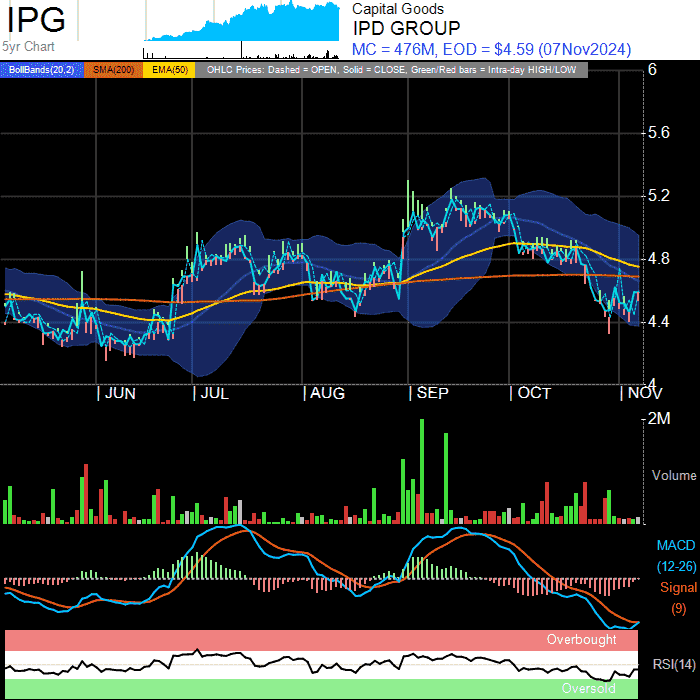 IPG
5yr Chart
Capital Goods
IPD GROUP
MC = 476M, EOD = $4.59 (07Nov2024)
BollBands(20,2) SMA(200) EMA(50) OHLC Prices: Dashed = OPEN, Solid = CLOSE, Green/Red bars = Intra-day HIGH/LOW
6
5.6
5.2
4.8
4.4
4
JUN JUL AUG SEP OCT NOV
2M
Volume
MACD
(12-26)
Signal
(9)
Overbought
RSI(14)
Oversold